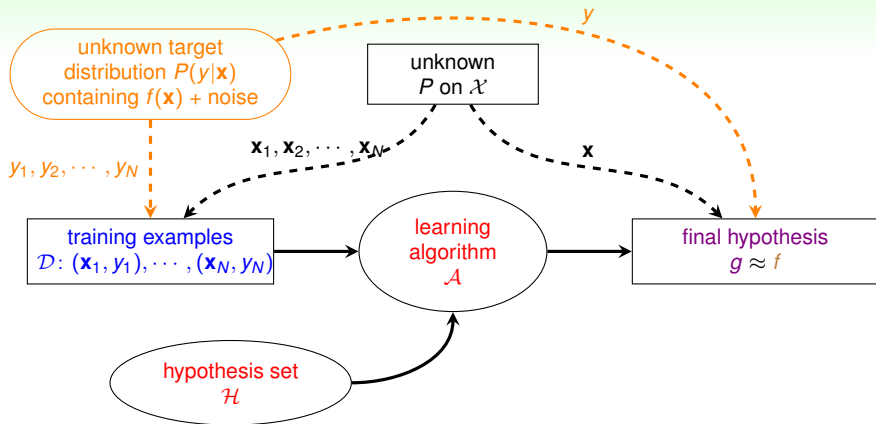 y
unknown target
distribution P(y|x)
containing f(x) + noise
unknown
P on 𝒳
x₁, x₂, ⋯ , x_N
x
y₁, y₂, ⋯ , y_N
training examples
𝒟: (x₁, y₁), ⋯ , (x_N, y_N)
learning
algorithm
𝒜
final hypothesis
g ≈ f
hypothesis set
ℋ